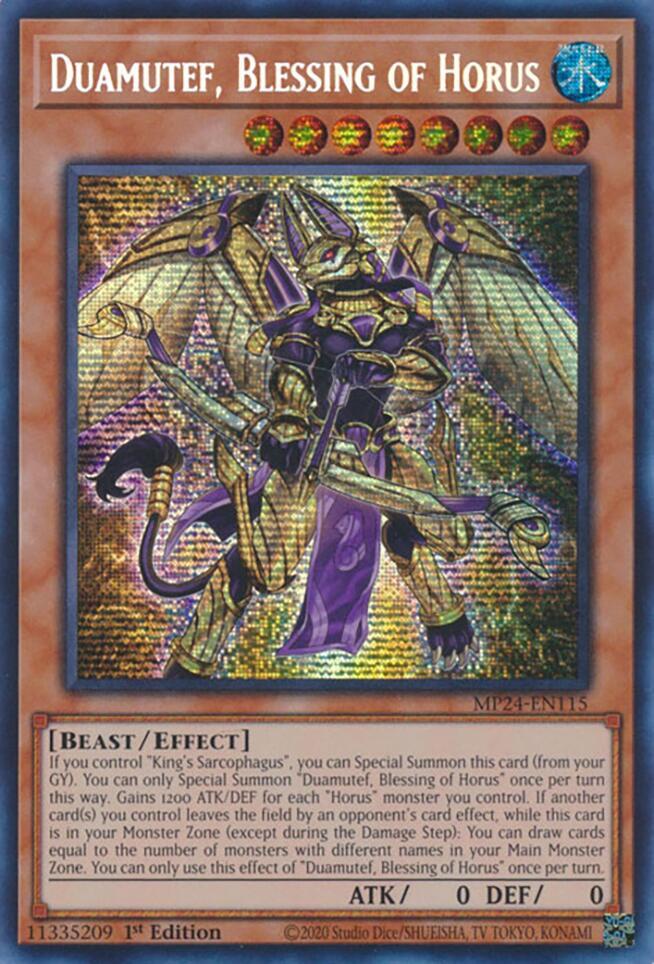 DUAMUTEF, BLESSING OF HORUS
水
MP24-EN115
[BEAST/EFFECT]
If you control "King's Sarcophagus", you can Special Summon this card (from your
GY). You can only Special Summon "Duamutef, Blessing of Horus" once per turn
this way. Gains 1200 ATK/DEF for each "Horus" monster you control. If another
card(s) you control leaves the field by an opponent's card effect, while this card
is in your Monster Zone (except during the Damage Step): You can draw cards
equal to the number of monsters with different names in your Main Monster
Zone. You can only use this effect of "Duamutef, Blessing of Horus" once per turn.
ATK/ 0 DEF/ 0
11335209 1st Edition ©2020 Studio Dice/SHUEISHA, TV TOKYO, KONAMI